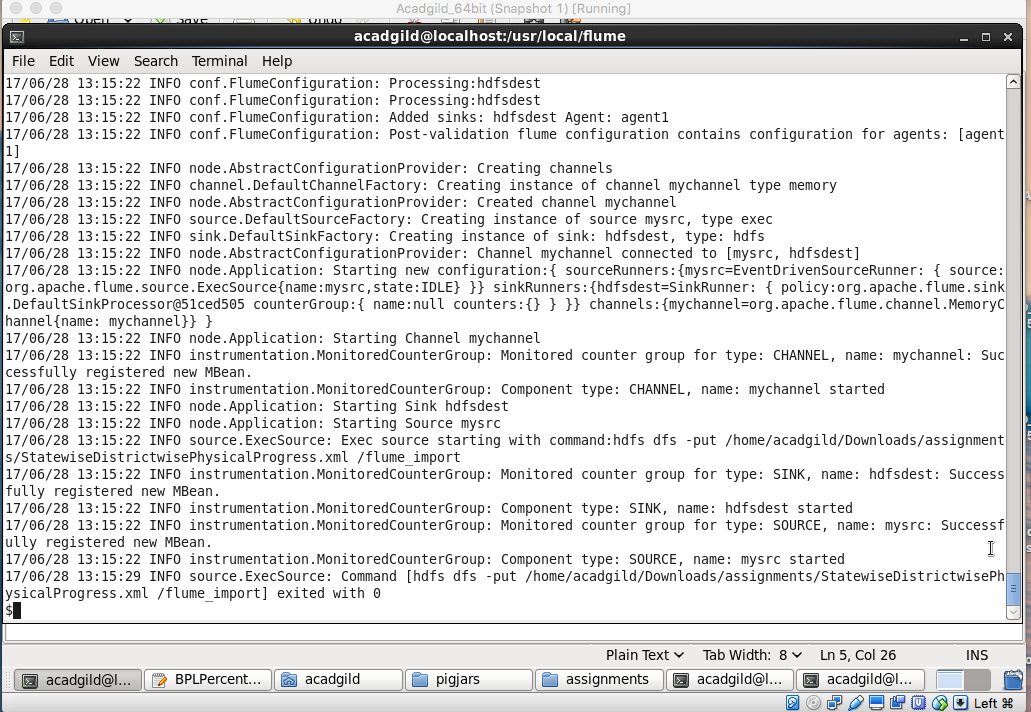 Acadgild_64bit (Snapshot 1) [Running]
Open Save Undo
acadgild@localhost:/usr/local/flume
File Edit View Search Terminal Help
17/06/28 13:15:22 INFO conf.FlumeConfiguration: Processing:hdfsdest
17/06/28 13:15:22 INFO conf.FlumeConfiguration: Processing:hdfsdest
17/06/28 13:15:22 INFO conf.FlumeConfiguration: Added sinks: hdfsdest Agent: agent1
17/06/28 13:15:22 INFO conf.FlumeConfiguration: Post-validation flume configuration contains configuration for agents: [agent
1]
17/06/28 13:15:22 INFO node.AbstractConfigurationProvider: Creating channels
17/06/28 13:15:22 INFO channel.DefaultChannelFactory: Creating instance of channel mychannel type memory
17/06/28 13:15:22 INFO node.AbstractConfigurationProvider: Created channel mychannel
17/06/28 13:15:22 INFO source.DefaultSourceFactory: Creating instance of source mysrc, type exec
17/06/28 13:15:22 INFO sink.DefaultSinkFactory: Creating instance of sink: hdfsdest, type: hdfs
17/06/28 13:15:22 INFO node.AbstractConfigurationProvider: Channel mychannel connected to [mysrc, hdfsdest]
17/06/28 13:15:22 INFO node.Application: Starting new configuration:{ sourceRunners:{mysrc=EventDrivenSourceRunner: { source:
org.apache.flume.source.ExecSource{name:mysrc,state:IDLE} }} sinkRunners:{hdfsdest=SinkRunner: { policy:org.apache.flume.sink
.DefaultSinkProcessor@51ced505 counterGroup:{ name:null counters:{} } }} channels:{mychannel=org.apache.flume.channel.MemoryC
hannel{name: mychannel}} }
17/06/28 13:15:22 INFO node.Application: Starting Channel mychannel
17/06/28 13:15:22 INFO instrumentation.MonitoredCounterGroup: Monitored counter group for type: CHANNEL, name: mychannel: Suc
cessfully registered new MBean.
17/06/28 13:15:22 INFO instrumentation.MonitoredCounterGroup: Component type: CHANNEL, name: mychannel started
17/06/28 13:15:22 INFO node.Application: Starting Sink hdfsdest
17/06/28 13:15:22 INFO node.Application: Starting Source mysrc
17/06/28 13:15:22 INFO source.ExecSource: Exec source starting with command:hdfs dfs -put /home/acadgild/Downloads/assignment
s/StatewiseDistrictwisePhysicalProgress.xml /flume_import
17/06/28 13:15:22 INFO instrumentation.MonitoredCounterGroup: Monitored counter group for type: SINK, name: hdfsdest: Success
fully registered new MBean.
17/06/28 13:15:22 INFO instrumentation.MonitoredCounterGroup: Component type: SINK, name: hdfsdest started
17/06/28 13:15:22 INFO instrumentation.MonitoredCounterGroup: Monitored counter group for type: SOURCE, name: mysrc: Successf
ully registered new MBean.
17/06/28 13:15:22 INFO instrumentation.MonitoredCounterGroup: Component type: SOURCE, name: mysrc started
17/06/28 13:15:29 INFO source.ExecSource: Command [hdfs dfs -put /home/acadgild/Downloads/assignments/StatewiseDistrictwisePh
ysicalProgress.xml /flume_import] exited with 0
$
Plain Text Tab Width: 8 Ln 5, Col 26 INS
acadgild@l... BPLPercent... acadgild pigjars assignments acadgild@l... acadgild@l...
Left ⌘